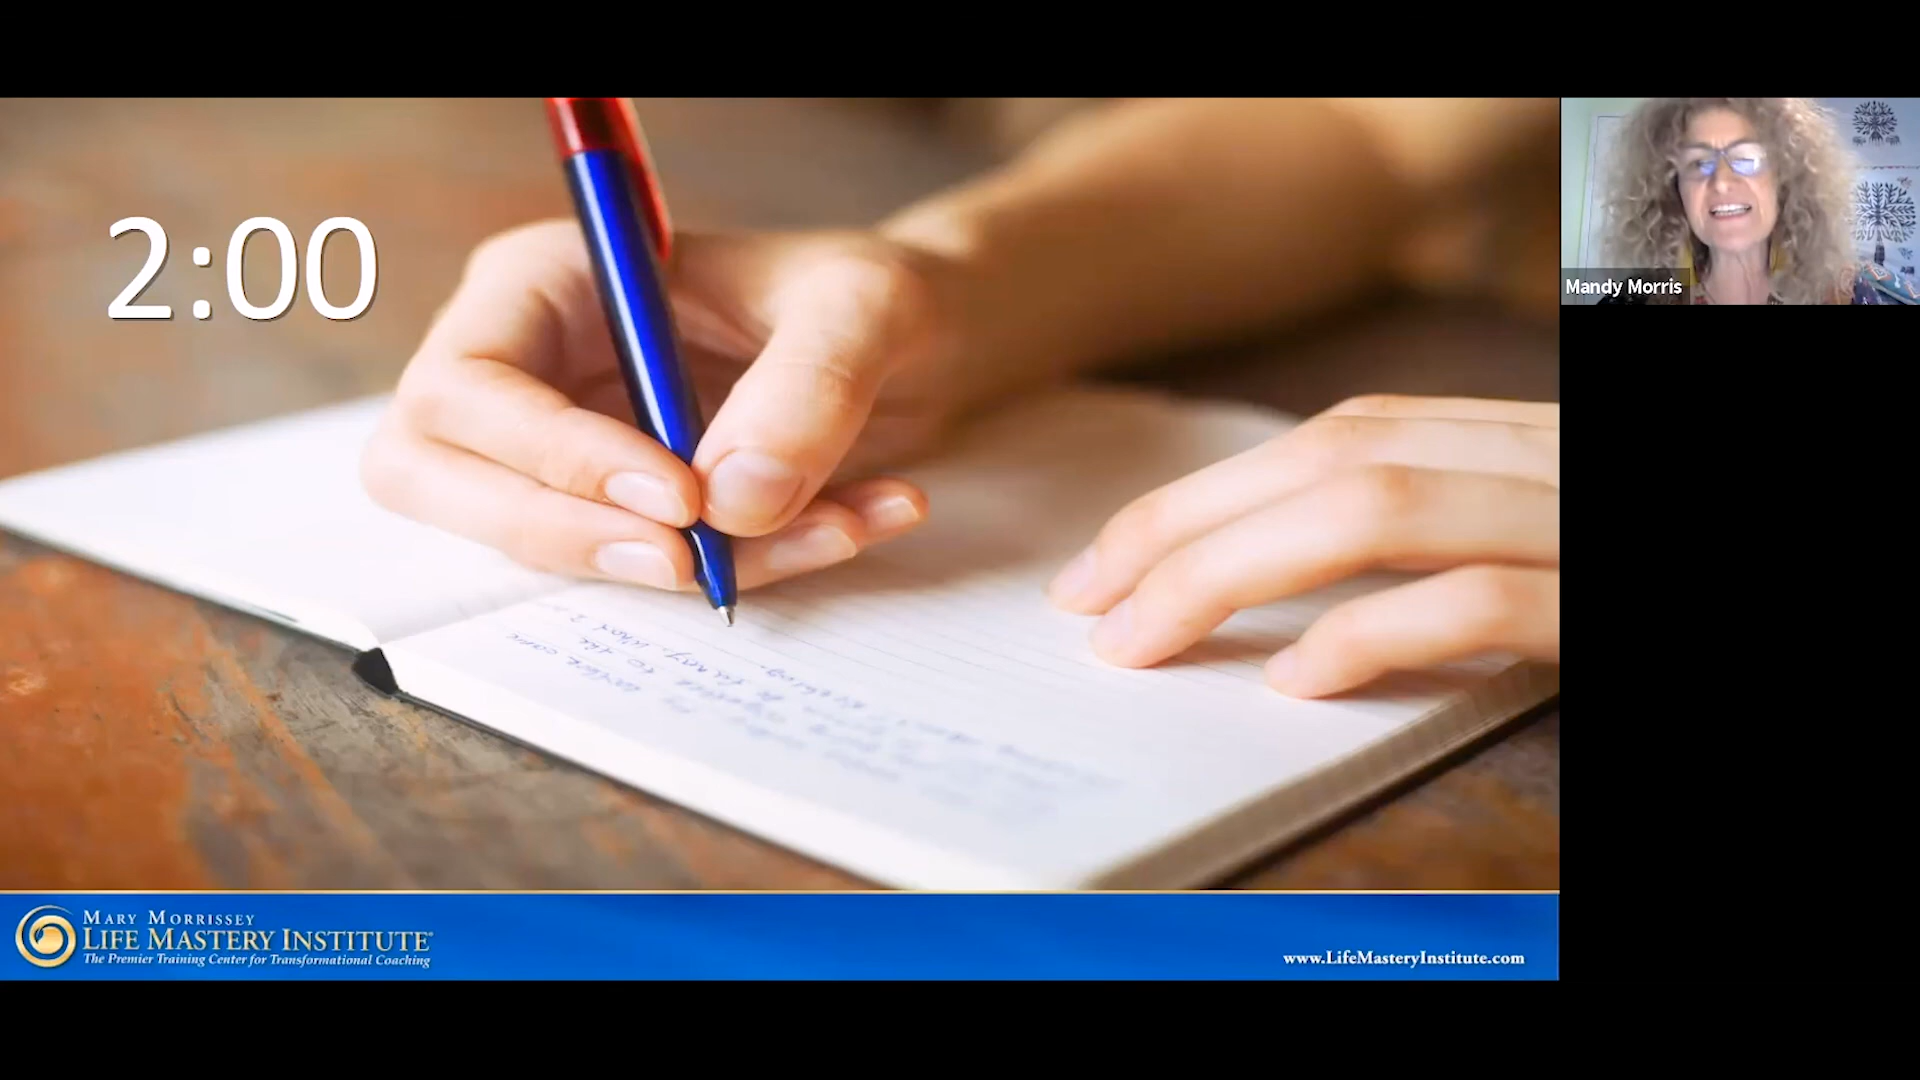 2:00
Mandy Morris
MARY MORRISSEY
LIFE MASTERY INSTITUTE®
The Premier Training Center for Transformational Coaching
www.LifeMasteryInstitute.com